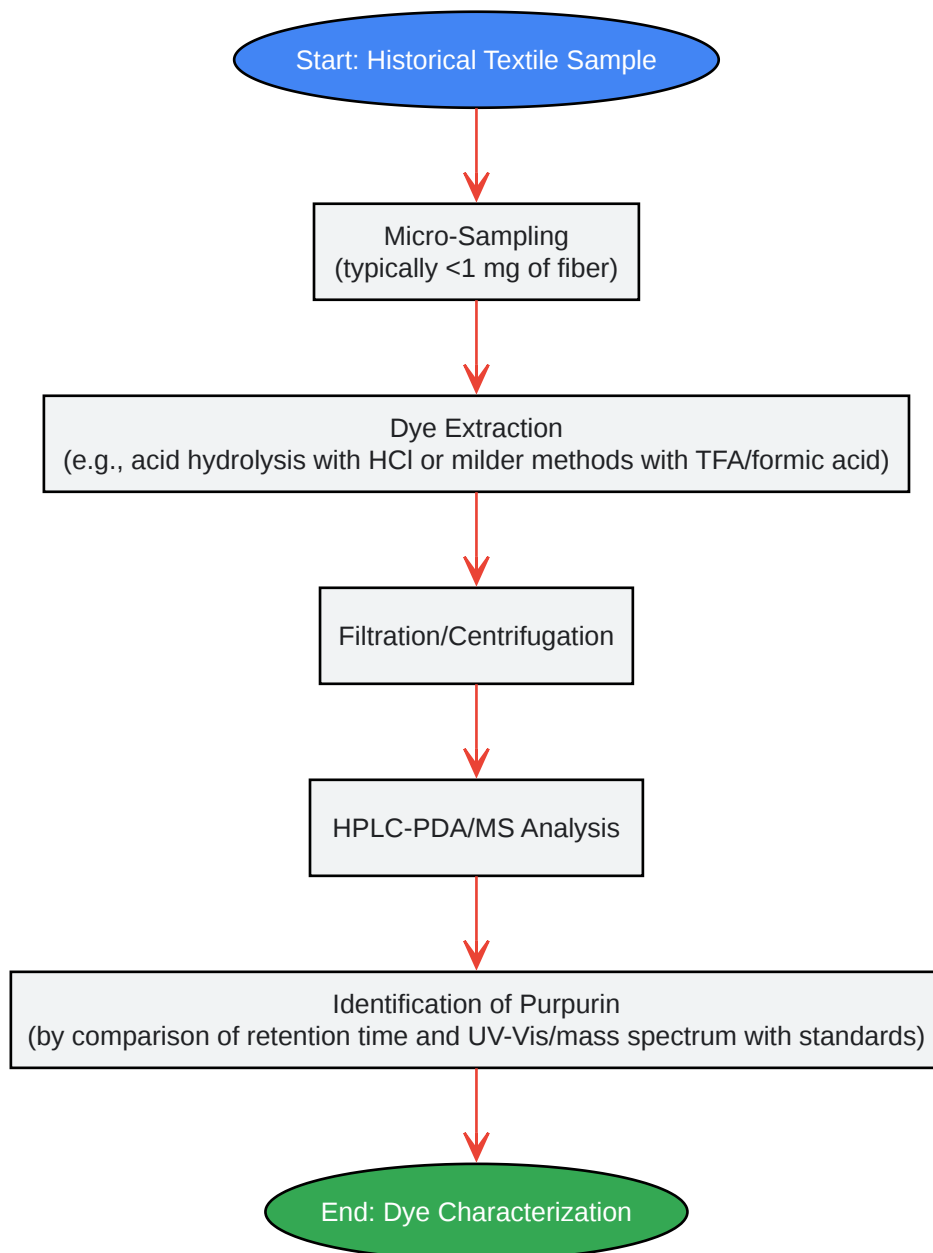 Start: Historical Textile Sample
Micro-Sampling
(typically <1 mg of fiber)
Dye Extraction
(e.g., acid hydrolysis with HCl or milder methods with TFA/formic acid)
Filtration/Centrifugation
HPLC-PDA/MS Analysis
Identification of Purpurin
(by comparison of retention time and UV-Vis/mass spectrum with standards)
End: Dye Characterization